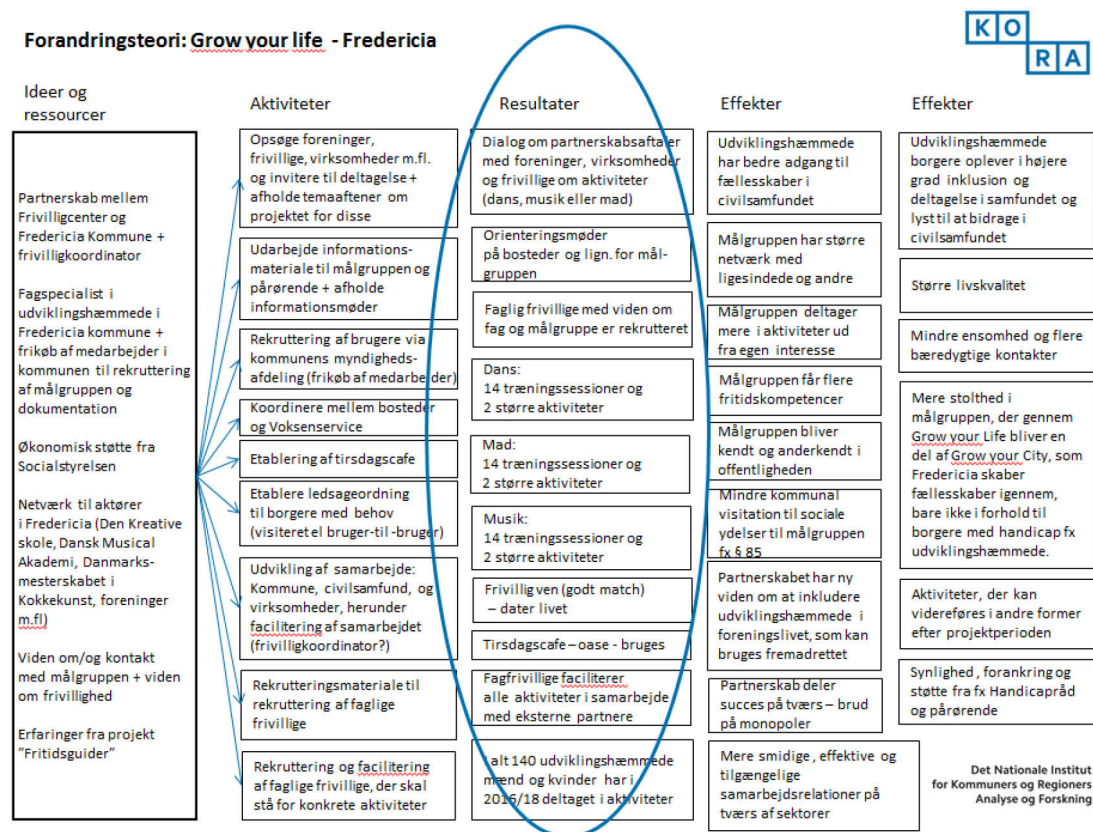 Forandringsteori: Grow your life - Fredericia
KO
RA
Ideer og
ressourcer
Partnerskab mellem
Frivilligcenter og
Fredericia Kommune +
frivilligkoordinator
Fagspecialist i
udviklingshæmmede i
Fredericia kommune +
frikøb af medarbejder i
kommunen til rekruttering
af målgruppen og
dokumentation
Økonomisk støtte fra
Socialstyrelsen
Netværk til aktører
i Fredericia (Den Kreative
skole, Dansk Musical
Akademi, Danmarks-
mesterskabet i
Kokkekunst, foreninger
m.fl)
Viden om/og kontakt
med målgruppen + viden
om frivillighed
Erfaringer fra projekt
”Fritidsguider”
Aktiviteter
Opsøge foreninger,
frivillige, virksomheder m.fl.
og invitere til deltagelse +
afholde temaaftener om
projektet for disse
Udarbejde informations-
materiale til målgruppen og
pårørende + afholde
informationsmøder
Rekruttering af brugere via
kommunens myndigheds-
afdeling (frikøb af medarbejder)
Koordinere mellem bosteder
og Voksenservice
Etablering af tirsdagscafe
Etablere ledsageordning
til borgere med behov
(visiteret el bruger-til -bruger)
Udvikling af samarbejde:
Kommune, civilsamfund, og
virksomheder, herunder
facilitering af samarbejdet
(frivilligkoordinator?)
Rekrutteringsmateriale til
rekruttering af faglige
frivillige
Rekruttering og facilitering
af faglige frivillige, der skal
stå for konkrete aktiviteter
Resultater
Dialog om partnerskabsaftaler
med foreninger, virksomheder
og frivillige om aktiviteter
(dans, musik eller mad)
Orienteringsmøder
på bosteder og lign. for mål-
gruppen
Faglig frivillige med viden om
fag og målgruppe er rekrutteret
Dans:
14 træningssessioner og
2 større aktiviteter
Mad:
14 træningssessioner og
2 større aktiviteter
Musik:
14 træningssessioner og
2 større aktiviteter
Frivillig ven (godt match)
– dater livet
Tirsdagscafe – oase - bruges
Fagfrivillige faciliterer
alle aktiviteter i samarbejde
med eksterne partnere
I alt 140 udviklingshæmmede
mænd og kvinder har i
2016/18 deltaget i aktiviteter
Effekter
Udviklingshæmmede
har bedre adgang til
fællesskaber i
civilsamfundet
Målgruppen har større
netværk med
ligesindede og andre
Målgruppen deltager
mere i aktiviteter ud
fra egen interesse
Målgruppen får flere
fritidskompetencer
Målgruppen bliver
kendt og anderkendt i
offentligheden
Mindre kommunal
visitation til sociale
ydelser til målgruppen
fx § 85
Partnerskabet har ny
viden om at inkludere
udviklingshæmmede i
foreningslivet, som kan
bruges fremadrettet
Partnerskab deler
succes på tværs – brud
på monopoler
Mere smidige, effektive og
tilgængelige
samarbejdsrelationer på
tværs af sektorer
Effekter
Udviklingshæmmede
borgere oplever i højere
grad inklusion og
deltagelse i samfundet og
lyst til at bidrage i
civilsamfundet
Større livskvalitet
Mindre ensomhed og flere
bæredygtige kontakter
Mere stolthed i
målgruppen, der gennem
Grow your Life bliver en
del af Grow your City, som
Fredericia skaber
fællesskaber igennem,
bare ikke i forhold til
borgere med handicap fx
udviklingshæmmede.
Aktiviteter, der kan
videreføres i andre former
efter projektperioden
Synlighed, forankring og
støtte fra fx Handicapråd
og pårørende
Det Nationale Institut
for Kommuners og Regioners
Analyse og Forskning